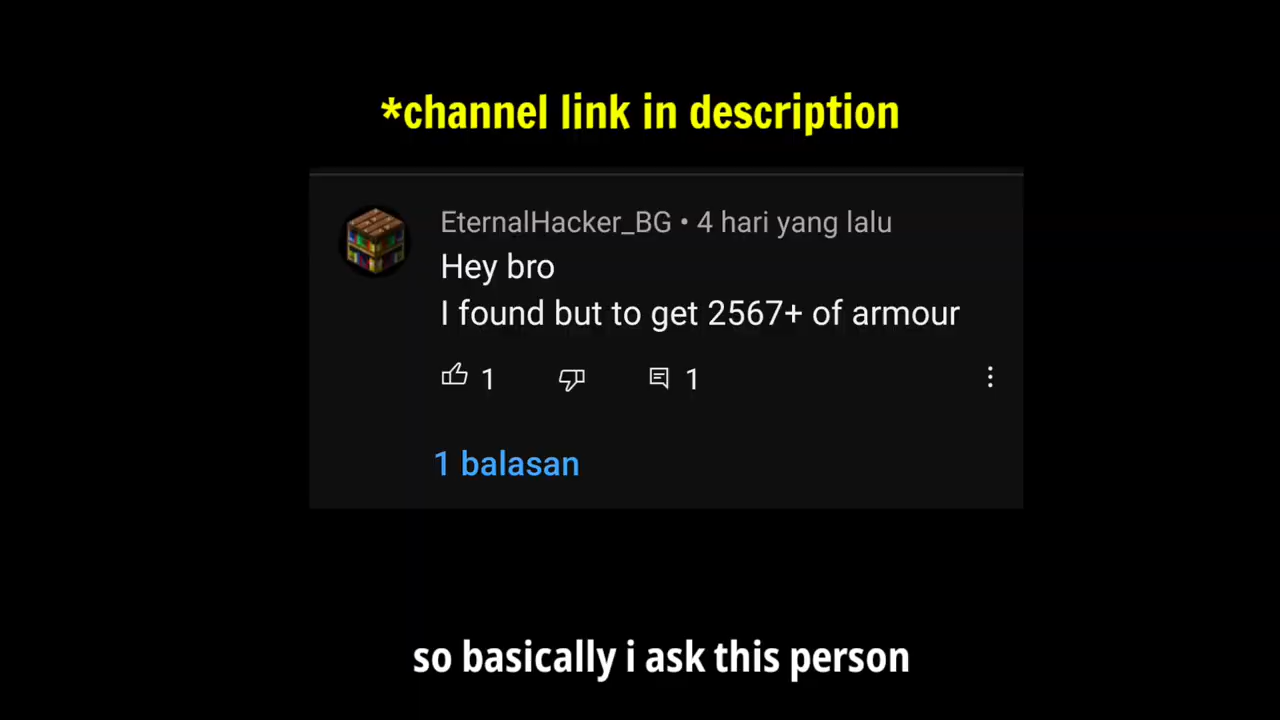 *channel link in description
EternalHacker_BG • 4 hari yang lalu
Hey bro
I found but to get 2567+ of armour
1 1
1 balasan
so basically i ask this person